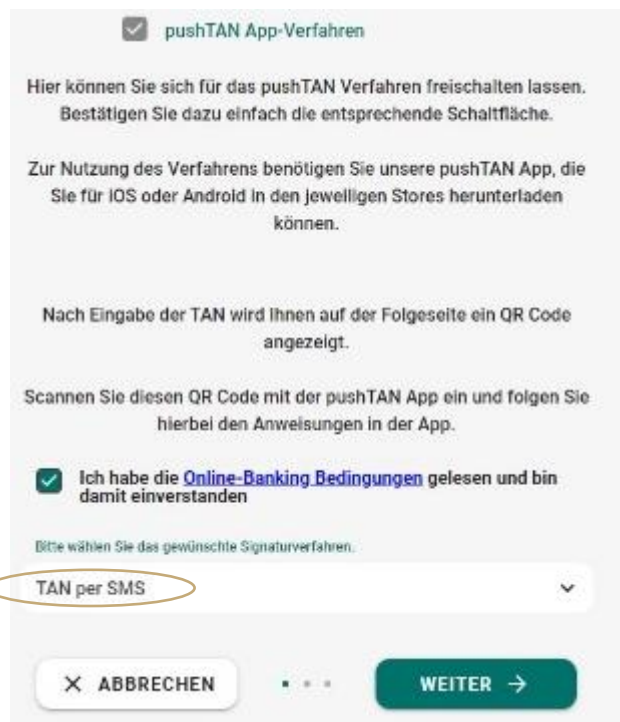 pushTAN App-Verfahren
Hier können Sie sich für das pushTAN Verfahren freischalten lassen.
Bestätigen Sie dazu einfach die entsprechende Schaltfläche.
Zur Nutzung des Verfahrens benötigen Sie unsere pushTAN App, die
Sie für iOS oder Android in den jeweiligen Stores herunterladen
können.
Nach Eingabe der TAN wird Ihnen auf der Folgeseite ein QR Code
angezeigt.
Scannen Sie diesen QR Code mit der pushTAN App ein und folgen Sie
hierbei den Anweisungen in der App.
Ich habe die Online-Banking Bedingungen gelesen und bin
damit einverstanden
Bitte wählen Sie das gewünschte Signaturverfahren.
TAN per SMS
ABBRECHEN
WEITER